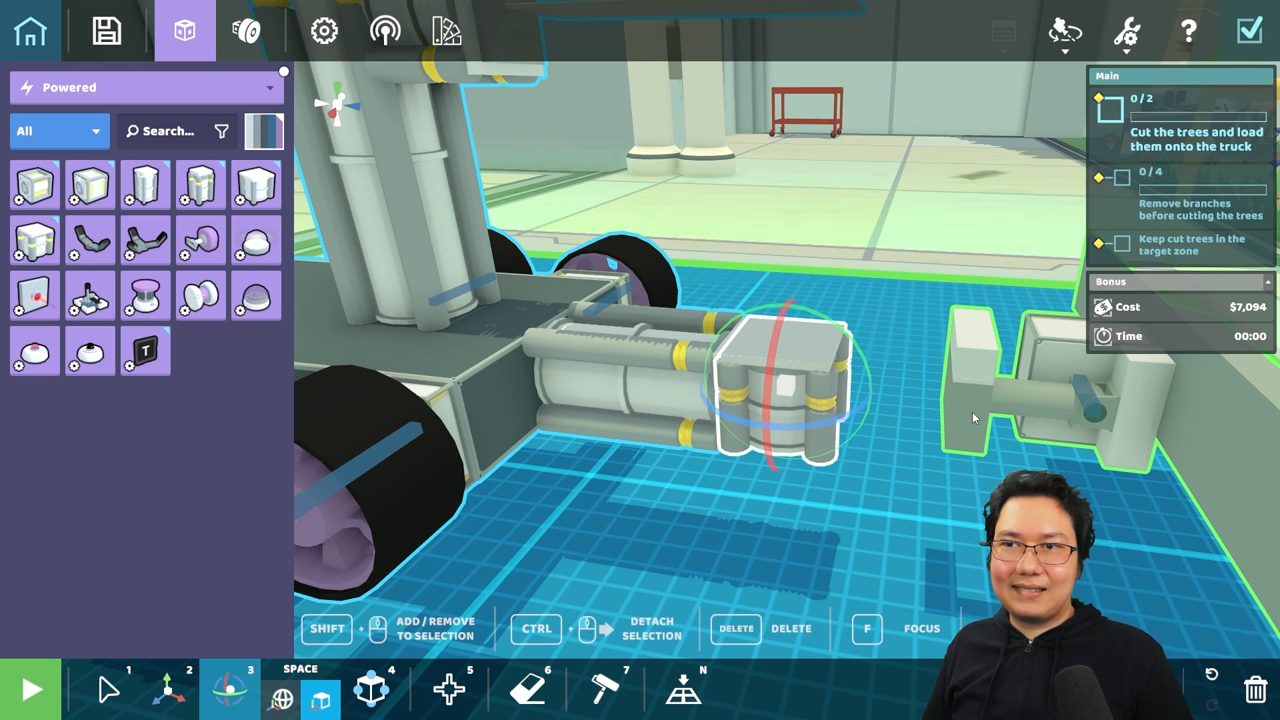 Powered
All
Search...
T
Main
0 / 2
Cut the trees and load
them onto the truck
0 / 4
Remove branches
before cutting the trees
Keep cut trees in the
target zone
Bonus
Cost
$7,094
Time
00:00
SHIFT
+
ADD / REMOVE
TO SELECTION
CTRL
+
DETACH
SELECTION
DELETE
DELETE
F
FOCUS
1
2
3
SPACE
4
5
6
7
N
?